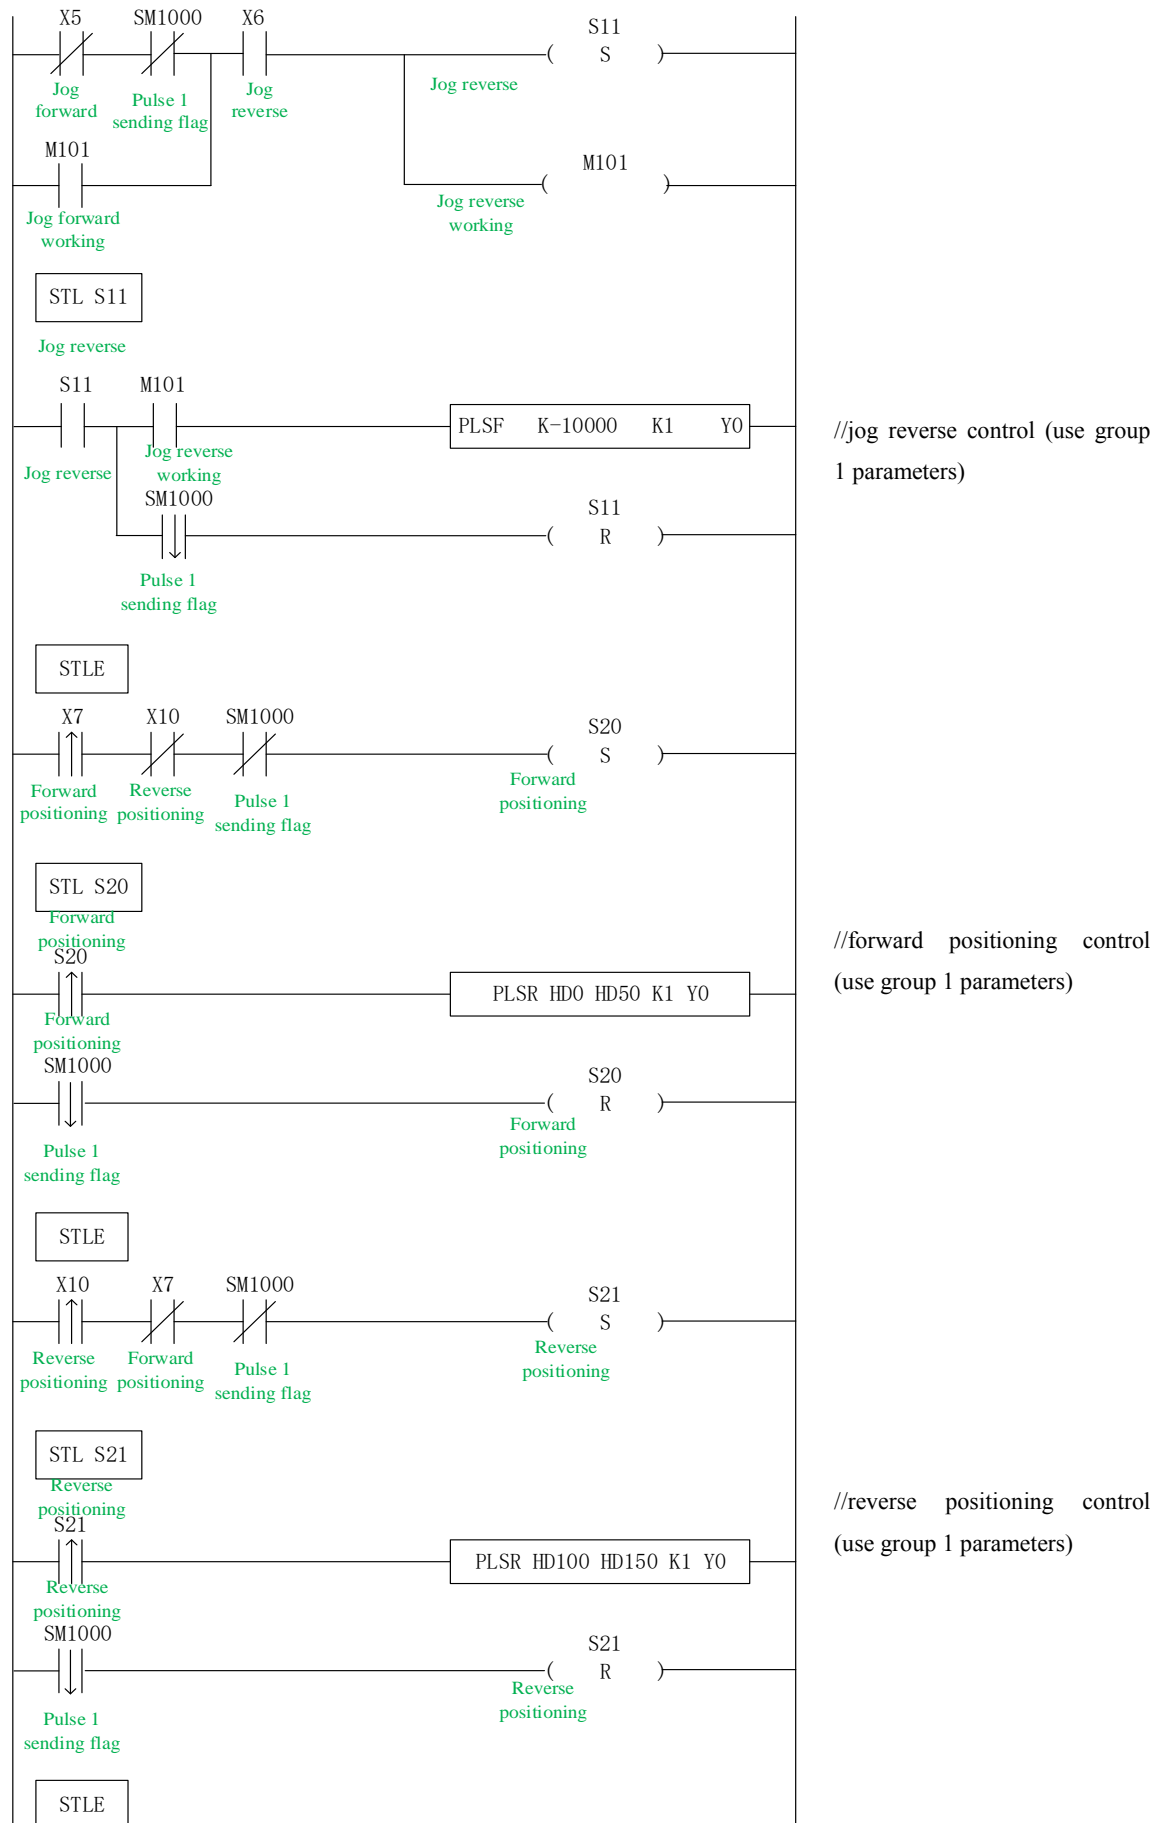 X5 SM1000 X6 S11
( S )
Jog Pulse 1 Jog Jog reverse
forward sending flag reverse
M101 M101
( )
Jog forward Jog reverse
working working
STL S11
Jog reverse
S11 M101
PLSF K-10000 K1 Y0
//jog reverse control (use group
1 parameters)
Jog reverse Jog reverse
working
SM1000 S11
( R )
Pulse 1
sending flag
STLE
X7 X10 SM1000 S20
( S )
Forward Reverse Pulse 1 Forward
positioning positioning sending flag positioning
STL S20
Forward
positioning
//forward positioning control
(use group 1 parameters)
S20
PLSR HD0 HD50 K1 Y0
Forward
positioning
SM1000 S20
( R )
Forward
positioning
Pulse 1
sending flag
STLE
X10 X7 SM1000 S21
( S )
Reverse Forward Pulse 1 Reverse
positioning positioning sending flag positioning
STL S21
Reverse
positioning
//reverse positioning control
(use group 1 parameters)
S21
PLSR HD100 HD150 K1 Y0
Reverse
positioning
SM1000 S21
( R )
Reverse
positioning
Pulse 1
sending flag
STLE